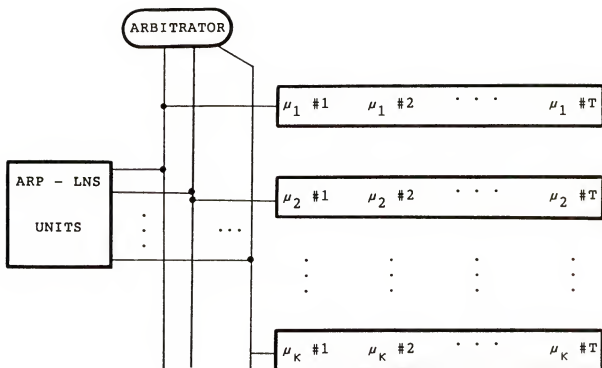 ARBITRATOR
μ1 #1 μ1 #2 · · · μ1 #T
ARP - LNS
UNITS
...
μ2 #1 μ2 #2 · · · μ2 #T
μK #1 μK #2 · · · μK #T